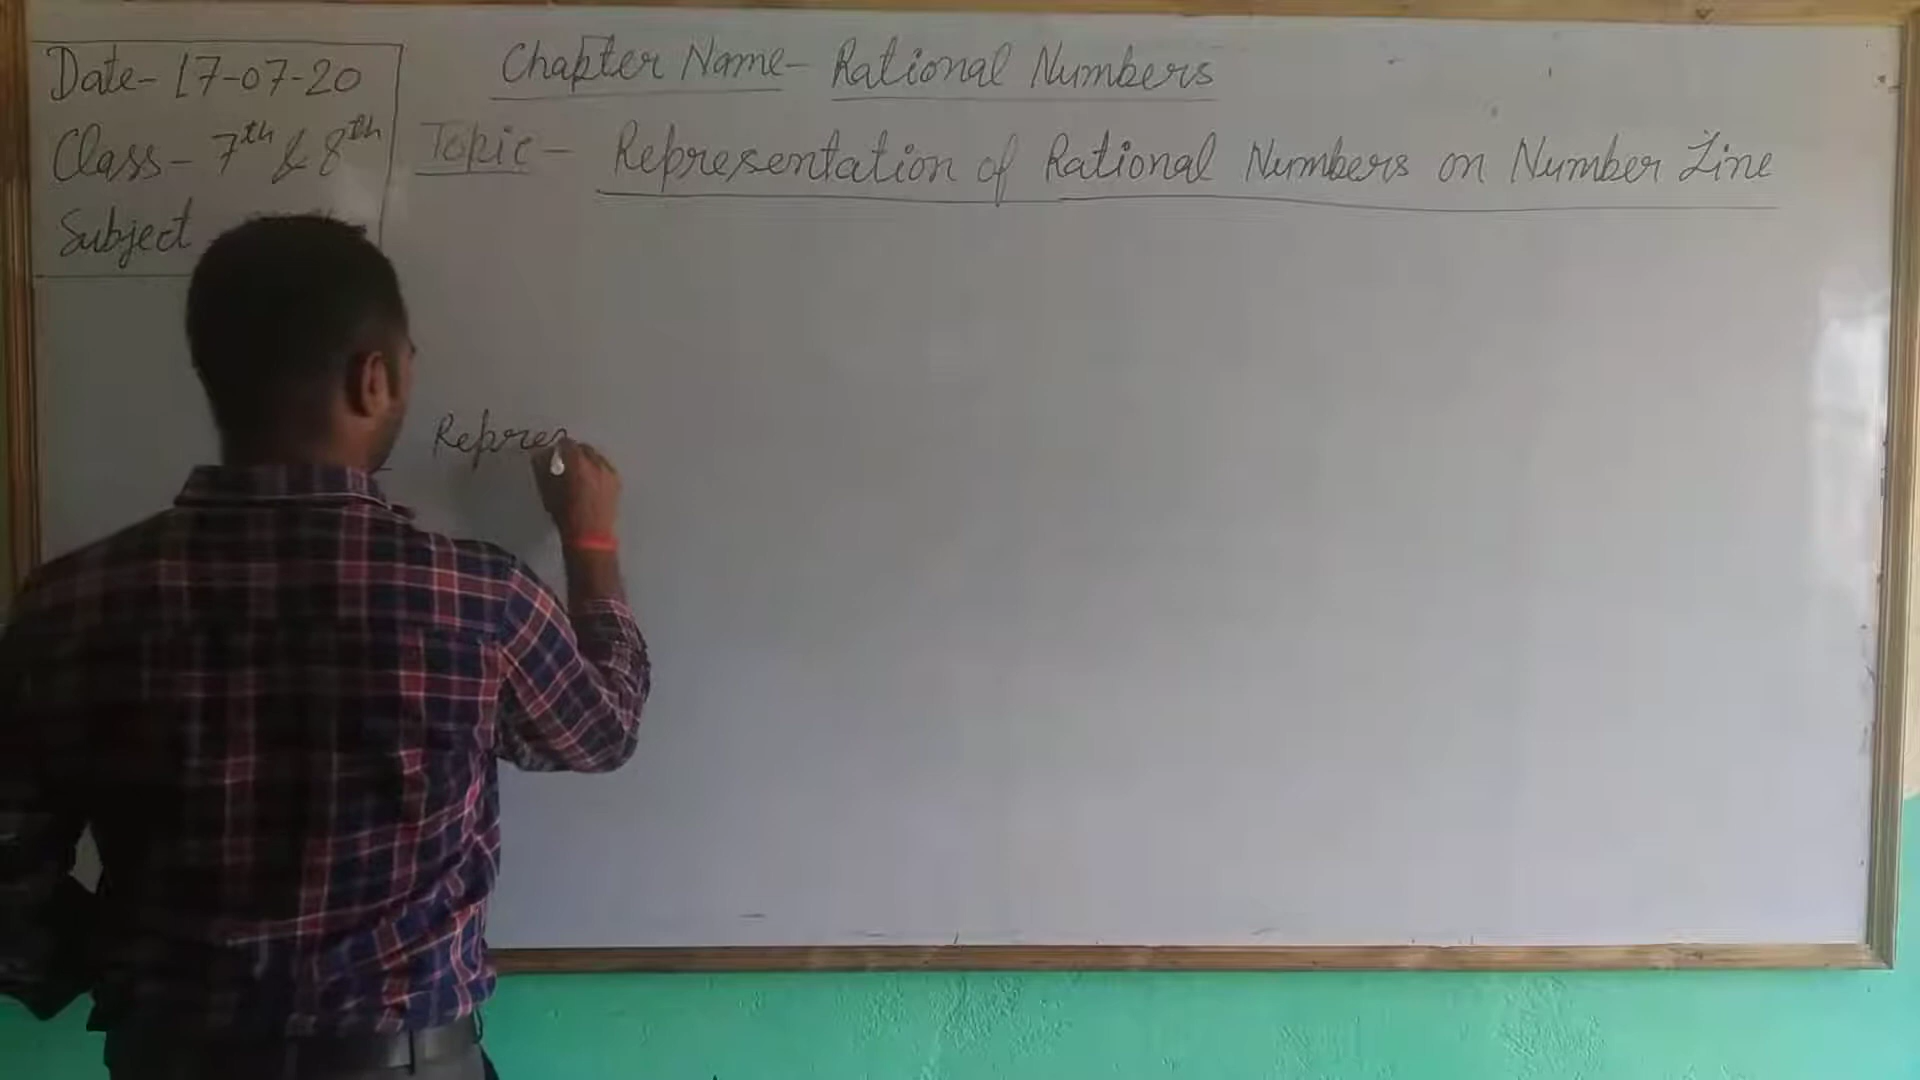 Date- 17-07-20
Chapter Name- Rational Numbers
Class- 7th & 8th
Topic- Representation of Rational Numbers on Number Line
Subject
Repres